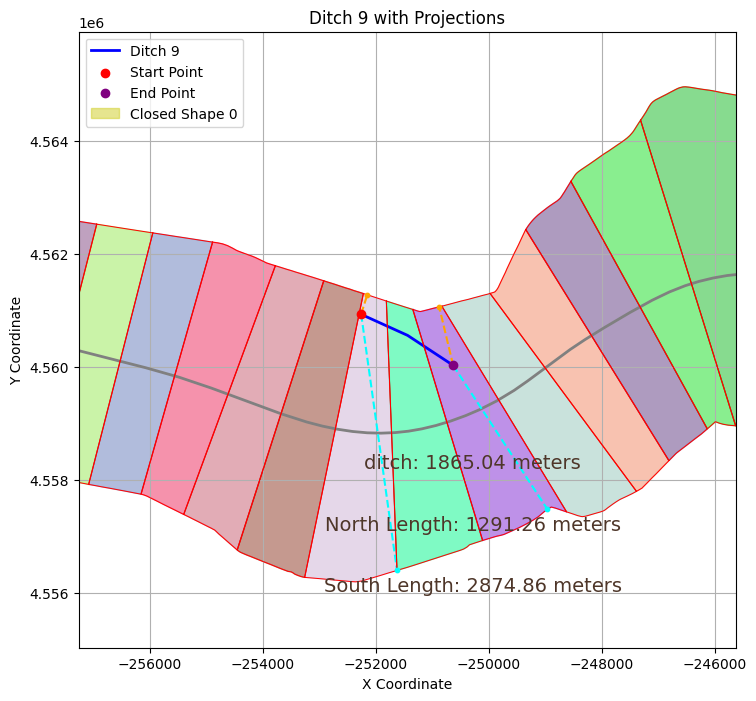 Ditch 9 with Projections
1e6
Ditch 9
Start Point
End Point
Closed Shape 0
4.564
4.562
4.560
4.558
4.556
Y Coordinate
ditch: 1865.04 meters
North Length: 1291.26 meters
South Length: 2874.86 meters
−256000 −254000 −252000 −250000 −248000 −246000
X Coordinate